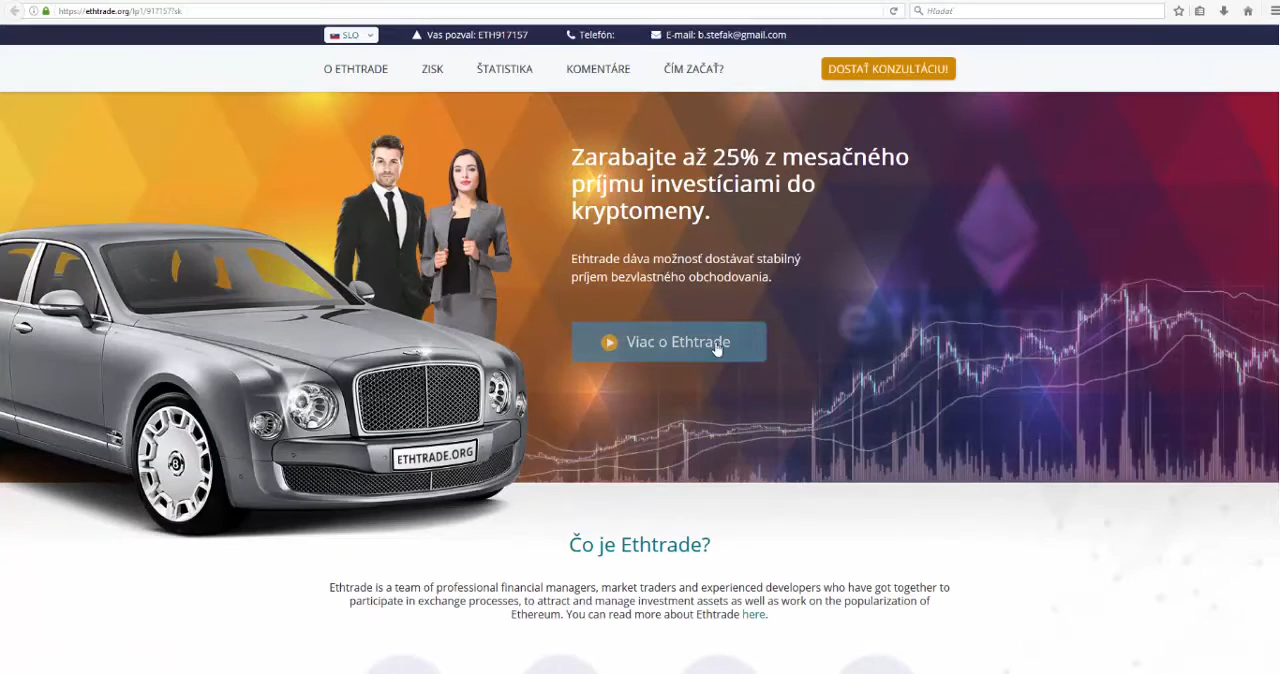 https://ethtrade.org/lp1/917157?sk
Hľadať
SLO
Vas pozval: ETH917157
Telefón:
E-mail: b.stefak@gmail.com
O ETHTRADE
ZISK
ŠTATISTIKA
KOMENTÁRE
ČÍM ZAČAŤ?
DOSTAŤ KONZULTÁCIU!
Zarabajte až 25% z mesačného
príjmu investíciami do
kryptomeny.
Ethtrade dáva možnosť dostávať stabilný
príjem bezvlastného obchodovania.
Viac o Ethtrade
ETHTRADE.ORG
Čo je Ethtrade?
Ethtrade is a team of professional financial managers, market traders and experienced developers who have got together to
participate in exchange processes, to attract and manage investment assets as well as work on the popularization of
Ethereum. You can read more about Ethtrade here.